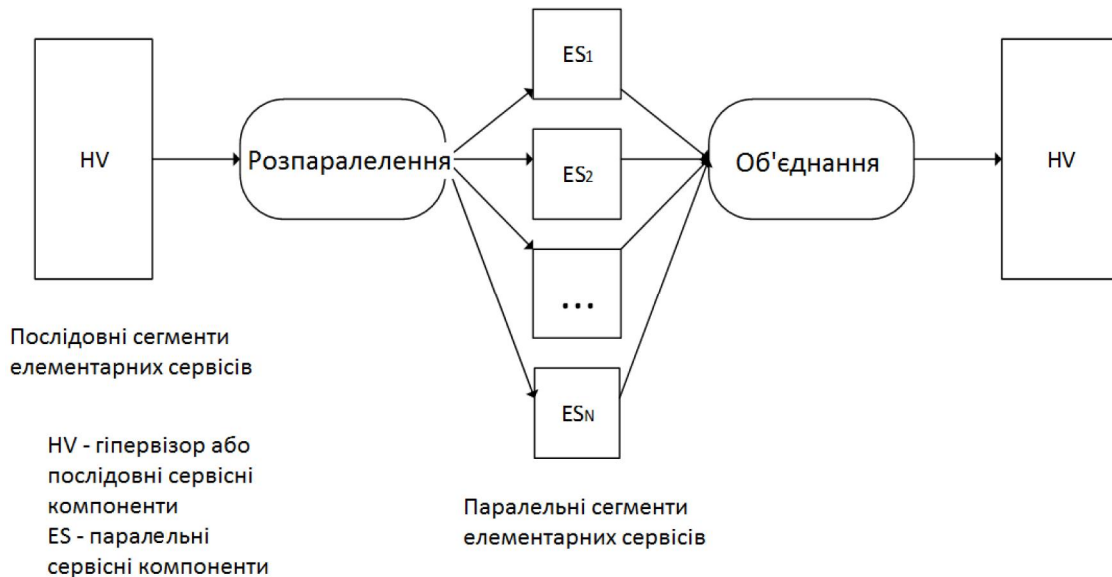 HV
Розпаралелення
ES1
ES2
...
ESN
Об'єднання
HV
Послідовні сегменти
елементарних сервісів
HV - гіпервізор або
послідовні сервісні
компоненти
ES - паралельні
сервісні компоненти
Паралельні сегменти
елементарних сервісів